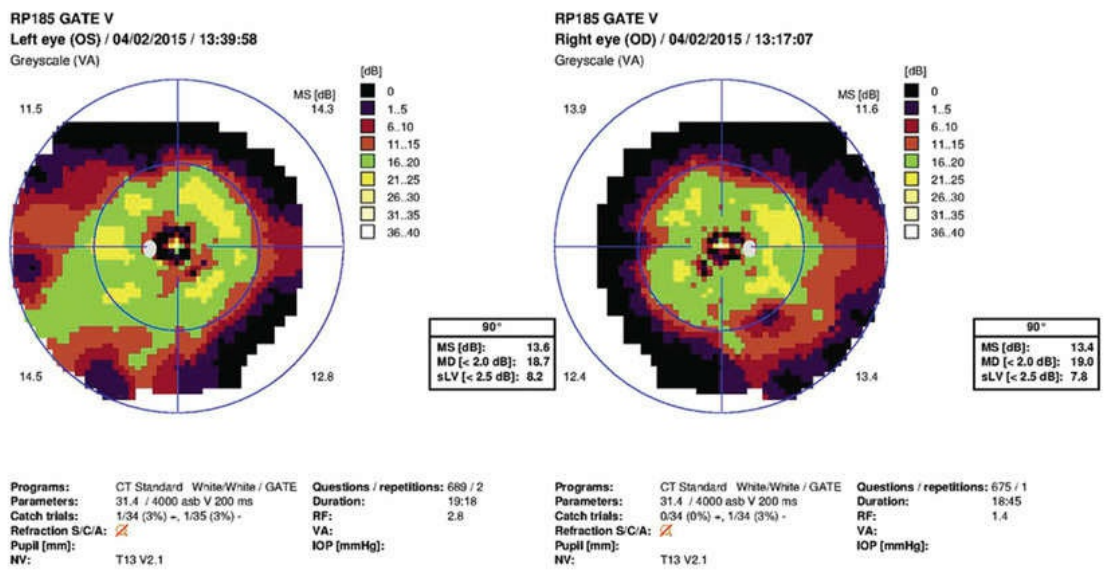 RP185 GATE V
Left eye (OS) / 04/02/2015 / 13:39:58
Greyscale (VA)
[dB]
MS [dB]
11.5
14.3
0
1..5
6..10
11..15
16..20
21..25
26..30
31..35
36..40
14.5
12.8
90°
MS [dB]: 13.6
MD [< 2.0 dB]: 18.7
sLV [< 2.5 dB]: 8.2
Programs: CT Standard White/White / GATE
Parameters: 31.4 / 4000 asb V 200 ms
Catch trials: 1/34 (3%) +, 1/35 (3%) -
Refraction S/C/A:
Pupil [mm]:
NV: T13 V2.1
Questions / repetitions: 689 / 2
Duration: 19:18
RF: 2.8
VA:
IOP [mmHg]:
RP185 GATE V
Right eye (OD) / 04/02/2015 / 13:17:07
Greyscale (VA)
[dB]
MS [dB]
13.9
11.6
0
1..5
6..10
11..15
16..20
21..25
26..30
31..35
36..40
12.4
13.4
90°
MS [dB]: 13.4
MD [< 2.0 dB]: 19.0
sLV [< 2.5 dB]: 7.8
Programs: CT Standard White/White / GATE
Parameters: 31.4 / 4000 asb V 200 ms
Catch trials: 0/34 (0%) +, 1/34 (3%) -
Refraction S/C/A:
Pupil [mm]:
NV: T13 V2.1
Questions / repetitions: 675 / 1
Duration: 18:45
RF: 1.4
VA:
IOP [mmHg]: